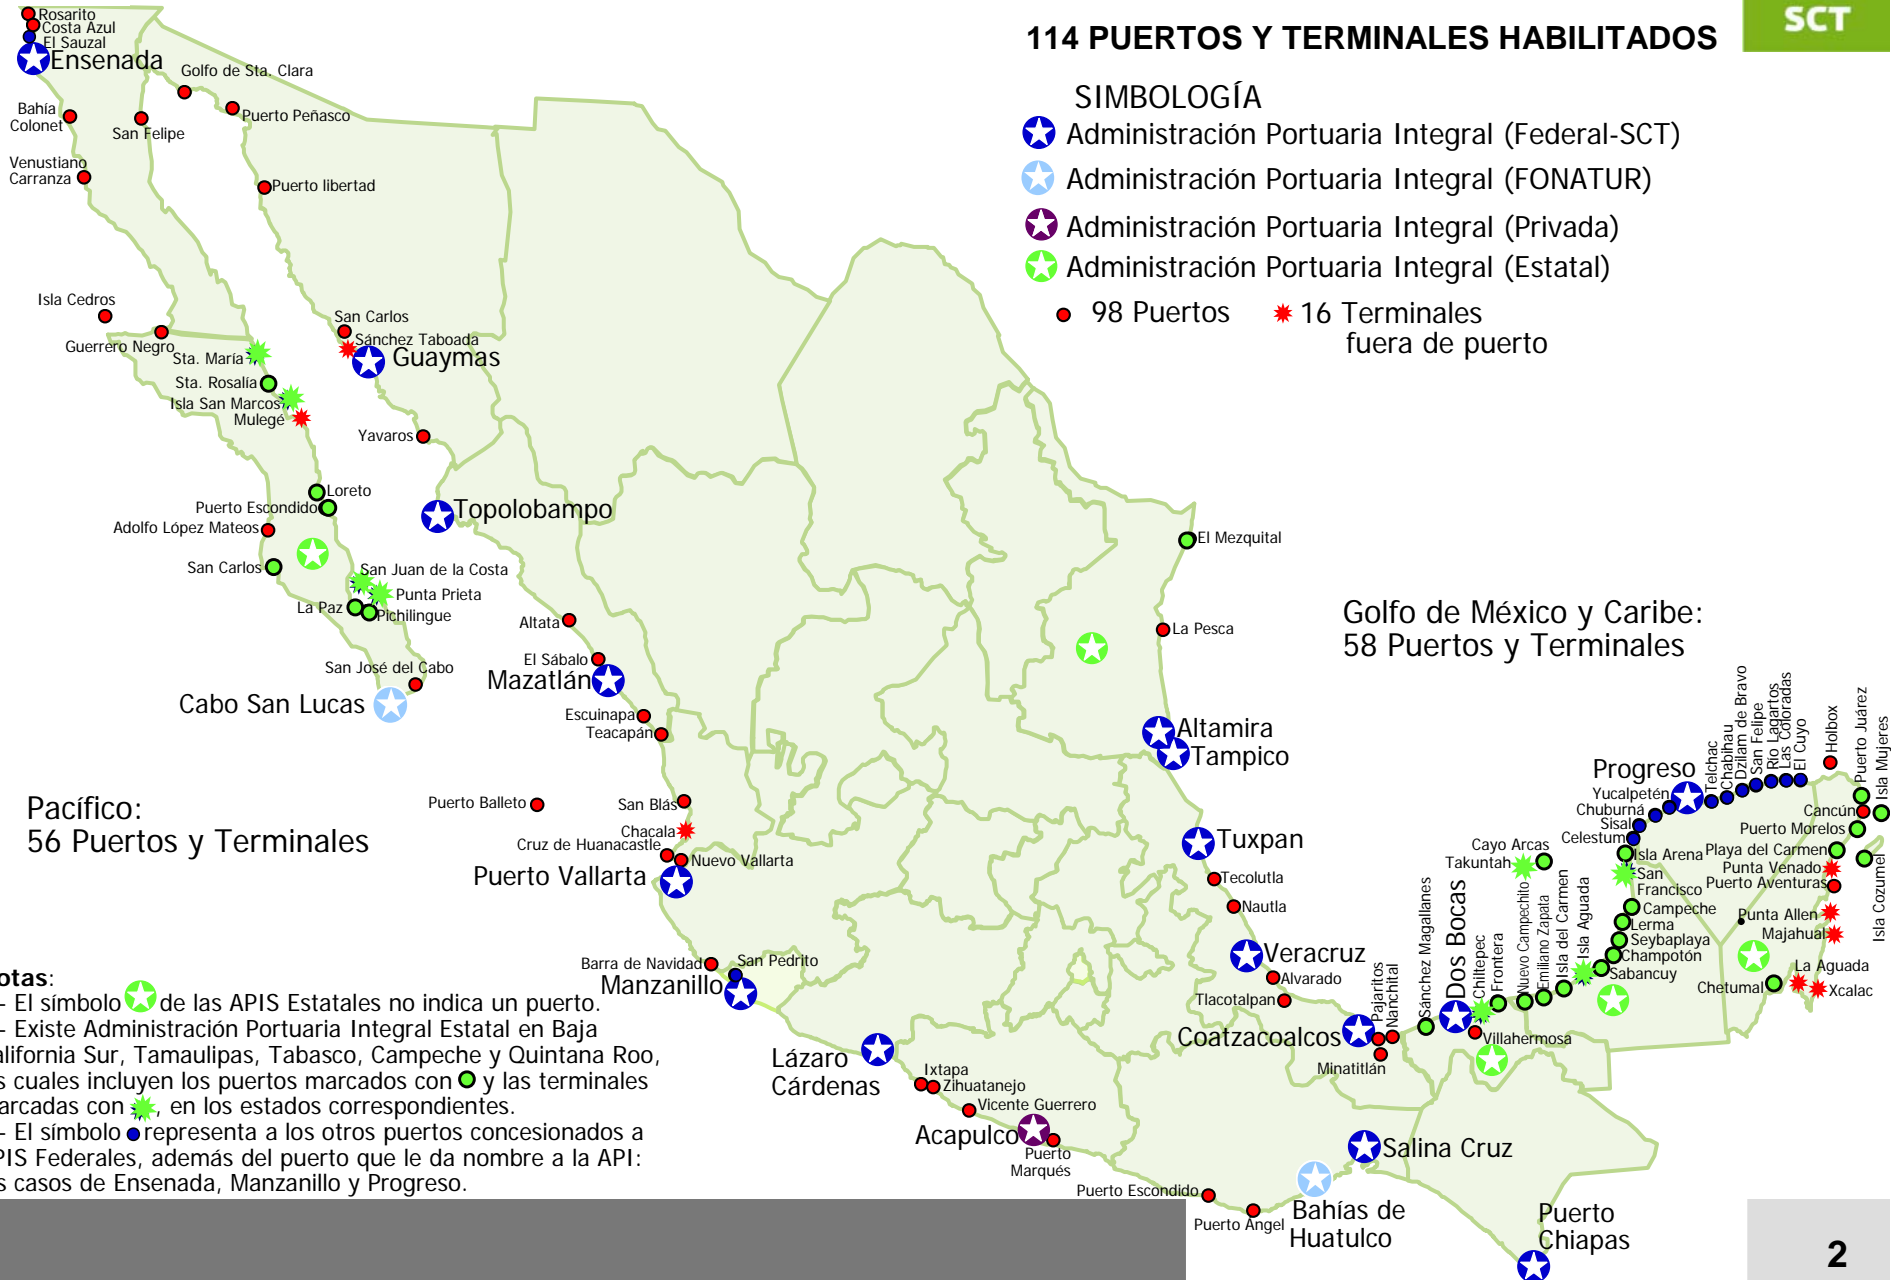 114 PUERTOS Y TERMINALES HABILITADOS
SCT
SIMBOLOGÍA
Administración Portuaria Integral (Federal-SCT)
Administración Portuaria Integral (FONATUR)
Administración Portuaria Integral (Privada)
Administración Portuaria Integral (Estatal)
98 Puertos
16 Terminales
fuera de puerto
Rosarito
Costa Azul
El Sauzal
Ensenada
Golfo de Sta. Clara
Bahía
Colonet
San Felipe
Puerto Peñasco
Venustiano
Carranza
Puerto libertad
Isla Cedros
Guerrero Negro
San Carlos
Sánchez Taboada
Guaymas
Sta. María
Sta. Rosalía
Isla San Marcos
Mulegé
Yavaros
Loreto
Puerto Escondido
Adolfo López Mateos
Topolobampo
San Carlos
San Juan de la Costa
Punta Prieta
La Paz
Pichilingue
San José del Cabo
Cabo San Lucas
Altata
El Sábalo
Mazatlán
Escuinapa
Teacapán
Puerto Balleto
San Blás
Chacala
Cruz de Huanacastle
Nuevo Vallarta
Puerto Vallarta
Pacífico:
56 Puertos y Terminales
Barra de Navidad
San Pedrito
Manzanillo
Lázaro
Cárdenas
Ixtapa
Zihuatanejo
Vicente Guerrero
Acapulco
Puerto
Marqués
Puerto Escondido
Puerto Angel
Bahías de
Huatulco
Salina Cruz
Puerto
Chiapas
El Mezquital
La Pesca
Altamira
Tampico
Tuxpan
Tecolutla
Nautla
Veracruz
Alvarado
Tlacotalpan
Coatzacoalcos
Pajaritos
Nanchital
Minatitlán
Golfo de México y Caribe:
58 Puertos y Terminales
Sánchez Magallanes
Dos Bocas
Chiltepec
Frontera
Villahermosa
Nuevo Campechito
Emiliano Zapata
Isla del Carmen
Isla Aguada
Cayo Arcas
Takuntah
Sabancuy
Champotón
Seybaplaya
Lerma
Campeche
San
Francisco
Isla Arena
Celestum
Sisal
Chuburná
Yucalpetén
Progreso
Telchac
Chabihau
Dzilam de Bravo
San Felipe
Río Lagartos
Las Coloradas
El Cuyo
Holbox
Puerto Juárez
Isla Mujeres
Cancún
Puerto Morelos
Playa del Carmen
Punta Venado
Puerto Aventuras
Isla Cozumel
Punta Allen
Majahual
La Aguada
Chetumal
Xcalac
otas:
- El símbolo de las APIS Estatales no indica un puerto.
- Existe Administración Portuaria Integral Estatal en Baja
alifornia Sur, Tamaulipas, Tabasco, Campeche y Quintana Roo,
s cuales incluyen los puertos marcados con y las terminales
arcadas con , en los estados correspondientes.
- El símbolo representa a los otros puertos concesionados a
PIS Federales, además del puerto que le da nombre a la API:
s casos de Ensenada, Manzanillo y Progreso.
2